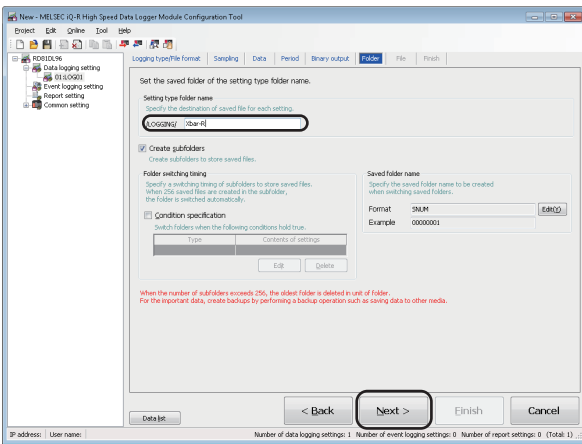 New - MELSEC iQ-R High Speed Data Logger Module Configuration Tool
Project Edit Online Tool Help
RD81DL96
Data logging setting
01:LOG01
Event logging setting
Report setting
Common setting
Logging type/File format Sampling Data Period Binary output Folder File Finish
Set the saved folder of the setting type folder name.
Setting type folder name
Specify the destination of saved file for each setting.
/LOGGING/ Xbar-R
Create subfolders
Create subfolders to store saved files.
Folder switching timing
Specify a switching timing of subfolders to store saved files.
When 256 saved files are created in the subfolder,
the folder is switched automatically.
Condition specification
Switch folders when the following conditions hold true.
Type Contents of settings
Edit Delete
Saved folder name
Specify the saved folder name to be created
when switching saved folders.
Format SNUM Edit(Y)
Example 00000001
When the number of subfolders exceeds 256, the oldest folder is deleted in unit of folder.
For the important data, create backups by performing a backup operation such as saving data to other media.
Data list < Back Next > Finish Cancel
IP address: User name: Number of data logging settings: 1 Number of event logging settings: 0 Number of report settings: 0 (Total: 1)